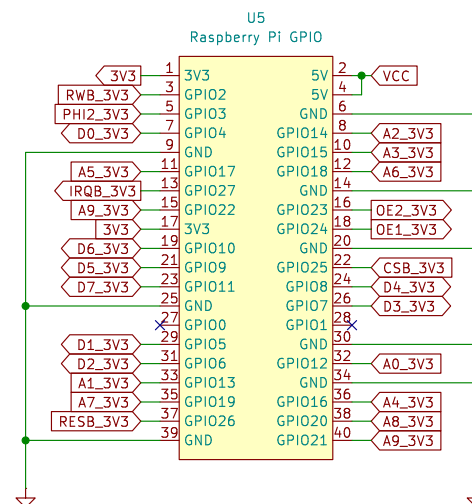 U5
Raspberry Pi GPIO
3V3 1 3V3 5V 2 VCC
RWB_3V3 3 GPIO2 5V 4
PHI2_3V3 5 GPIO3 GND 6
D0_3V3 7 GPIO4 GPIO14 8 A2_3V3
9 GND GPIO15 10 A3_3V3
A5_3V3 11 GPIO17 GPIO18 12 A6_3V3
IRQB_3V3 13 GPIO27 GND 14
A9_3V3 15 GPIO22 GPIO23 16 OE2_3V3
3V3 17 3V3 GPIO24 18 OE1_3V3
D6_3V3 19 GPIO10 GND 20
D5_3V3 21 GPIO9 GPIO25 22 CSB_3V3
D7_3V3 23 GPIO11 GPIO8 24 D4_3V3
25 GND GPIO7 26 D3_3V3
27 GPIO0 GPIO1 28
D1_3V3 29 GPIO5 GND 30
D2_3V3 31 GPIO6 GPIO12 32 A0_3V3
A1_3V3 33 GPIO13 GND 34
A7_3V3 35 GPIO19 GPIO16 36 A4_3V3
RESB_3V3 37 GPIO26 GPIO20 38 A8_3V3
39 GND GPIO21 40 A9_3V3